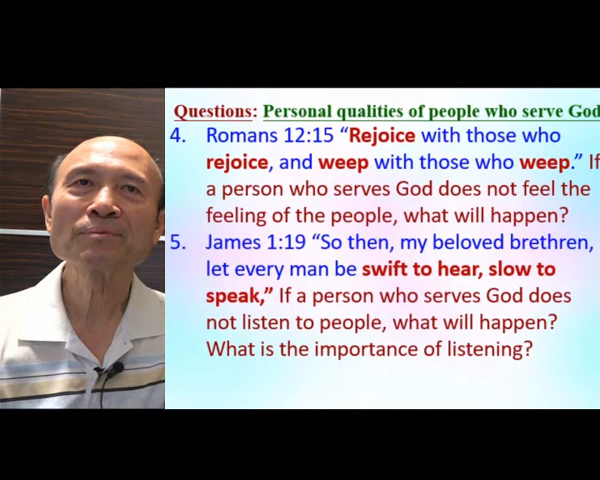 Questions: Personal qualities of people who serve God
4. Romans 12:15 “Rejoice with those who
rejoice, and weep with those who weep.” If
a person who serves God does not feel the
feeling of the people, what will happen?
5. James 1:19 “So then, my beloved brethren,
let every man be swift to hear, slow to
speak,” If a person who serves God does
not listen to people, what will happen?
What is the importance of listening?